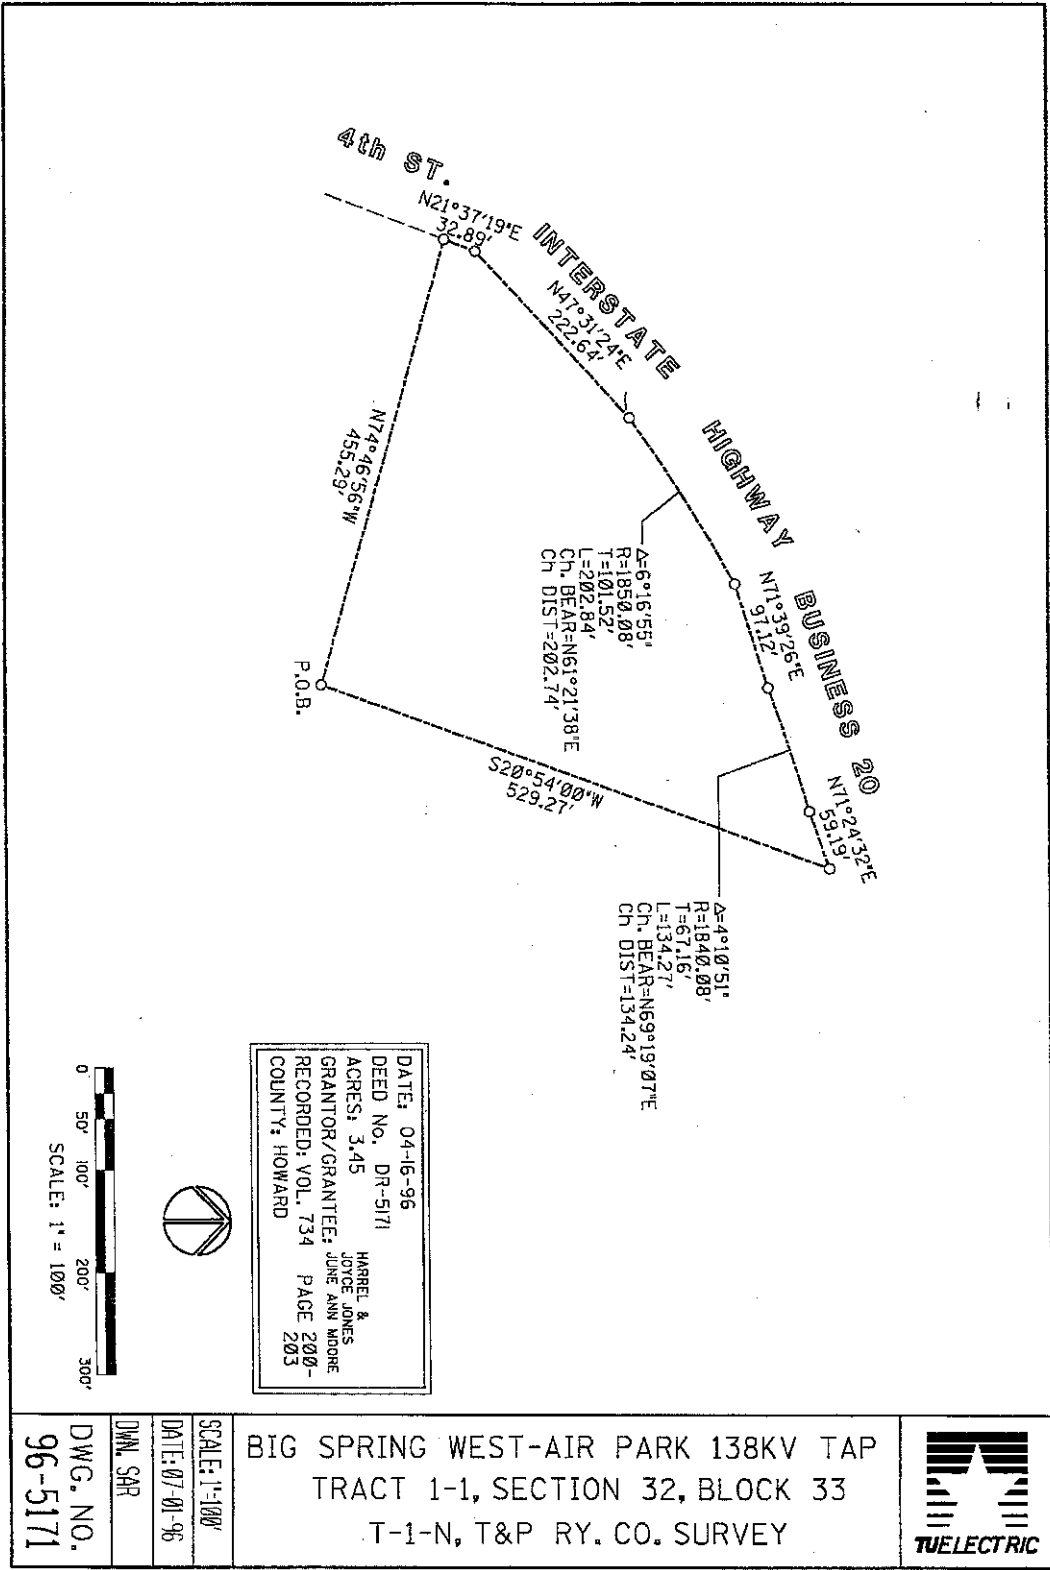 4th ST.
INTERSTATE HIGHWAY BUSINESS 20
N21°37'19"E
32.89'
N47°31'24"E
222.64'
N71°39'26"E
97.12'
N71°24'32"E
59.19'
N74°46'56"W
455.29'
S20°54'00"W
529.27'
P.O.B.
Δ=6°16'55"
R=1850.08'
T=101.52'
L=202.84'
Ch. BEAR=N61°21'38"E
Ch DIST=202.74'
Δ=4°10'51"
R=1840.08'
T=67.16'
L=134.27'
Ch. BEAR=N69°19'07"E
Ch DIST=134.24'
DATE: 04-16-96
DEED No. DR-5171
ACRES: 3.45
HARREL &
JOYCE JONES
GRANTOR/GRANTEE: JUNE ANN MOORE
RECORDED: VOL. 734 PAGE 200-
203
COUNTY: HOWARD
0 50' 100' 200' 300'
SCALE: 1" = 100'
TUELECTRIC
BIG SPRING WEST-AIR PARK 138KV TAP
TRACT 1-1, SECTION 32, BLOCK 33
T-1-N, T&P RY. CO. SURVEY
SCALE: 1"=100'
DATE: 07-01-96
DWN. SAR
DWG. NO.
96-5171